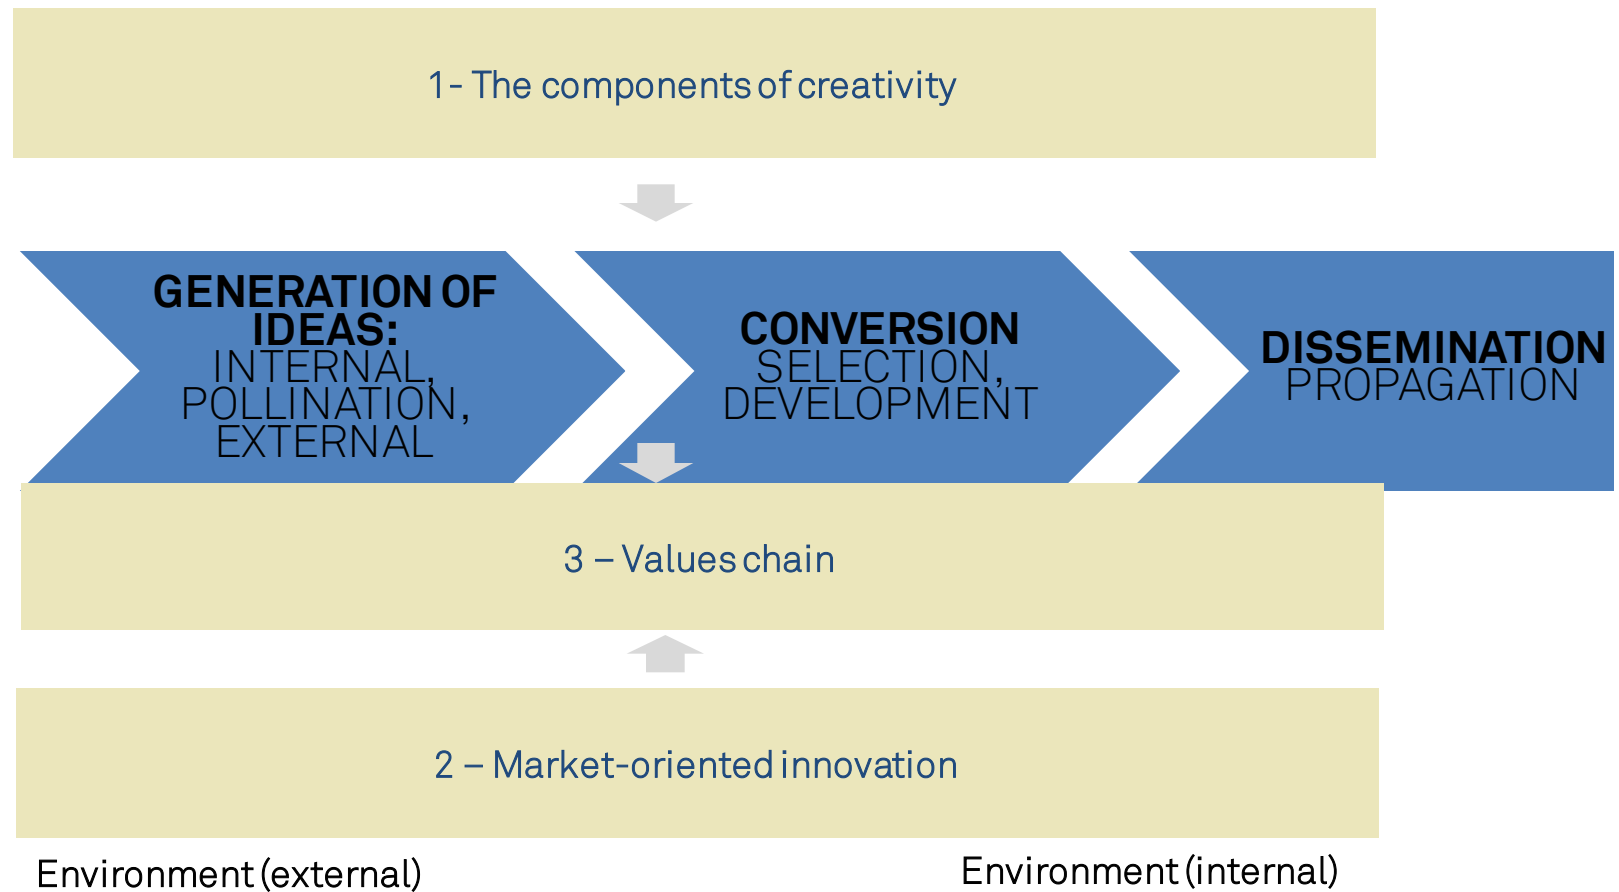 1- The components of creativity
GENERATION OF
IDEAS:
INTERNAL,
POLLINATION,
EXTERNAL
CONVERSION
SELECTION,
DEVELOPMENT
DISSEMINATION
PROPAGATION
3 – Values chain
2 – Market-oriented innovation
Environment (external)
Environment (internal)